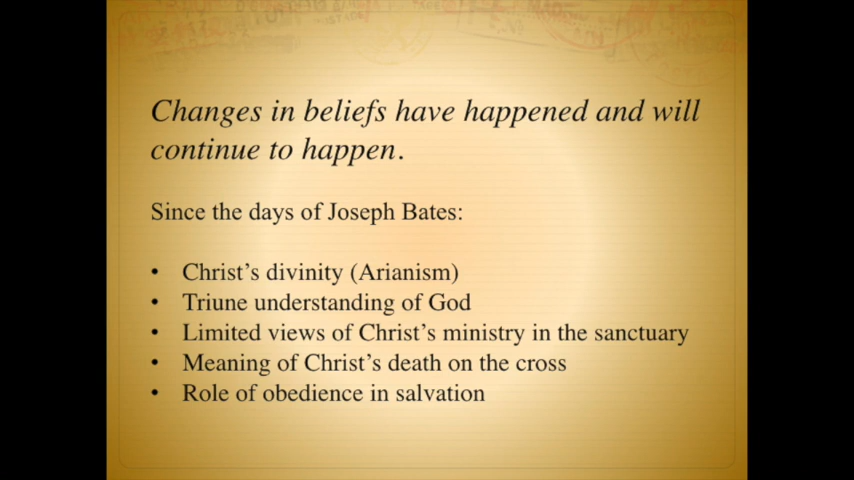 Changes in beliefs have happened and will
continue to happen.
Since the days of Joseph Bates:
• Christ’s divinity (Arianism)
• Triune understanding of God
• Limited views of Christ’s ministry in the sanctuary
• Meaning of Christ’s death on the cross
• Role of obedience in salvation